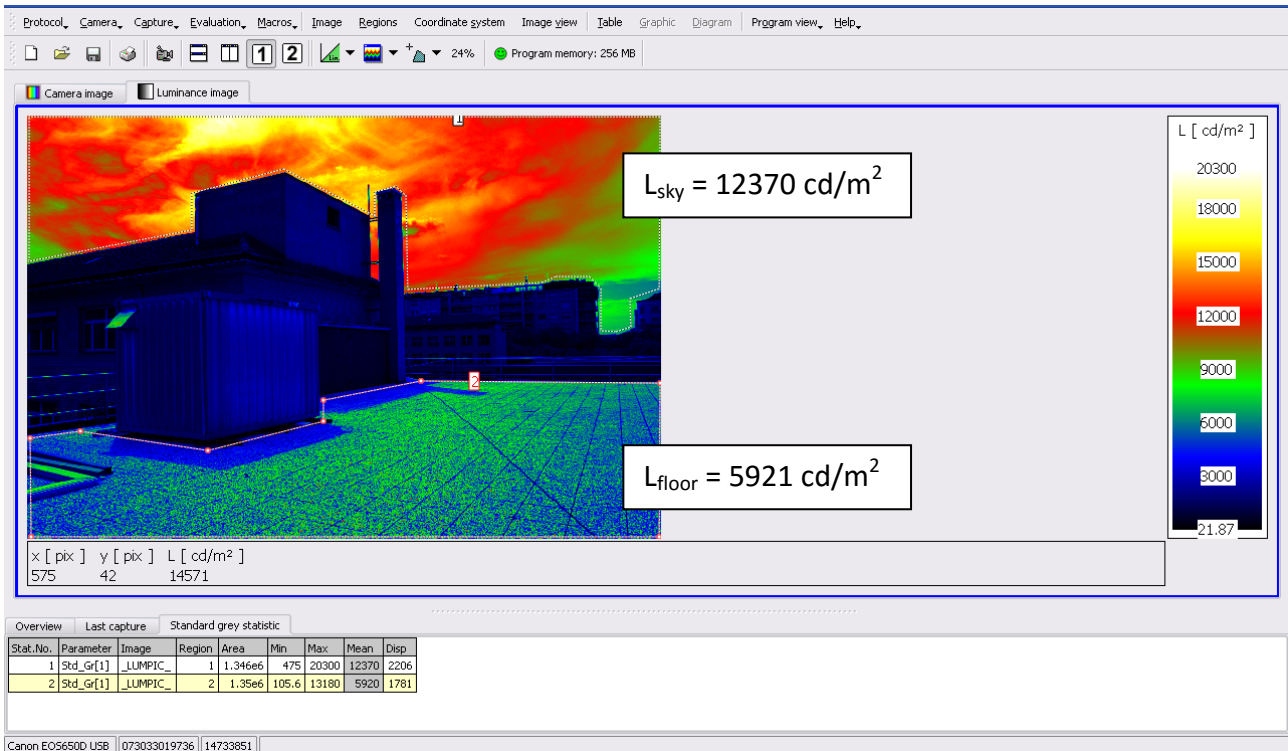 Protocol Camera Capture Evaluation Macros Image Regions Coordinate system Image view Table Graphic Diagram Program view Help
1 2 Lin 24% Program memory: 256 MB
Camera image Luminance image
1
L [ cd/m² ]
20300
18000
15000
12000
9000
6000
3000
21.87
Lsky = 12370 cd/m²
2
Lfloor = 5921 cd/m²
x [ pix ] y [ pix ] L [ cd/m² ]
575 42 14571
Overview Last capture Standard grey statistic
Stat.No. Parameter Image Region Area Min Max Mean Disp
1 Std_Gr[1] _LUMPIC_ 1 1.346e6 475 20300 12370 2206
2 Std_Gr[1] _LUMPIC_ 2 1.35e6 105.6 13180 5920 1781
Canon EOS650D USB 073033019736 14733851